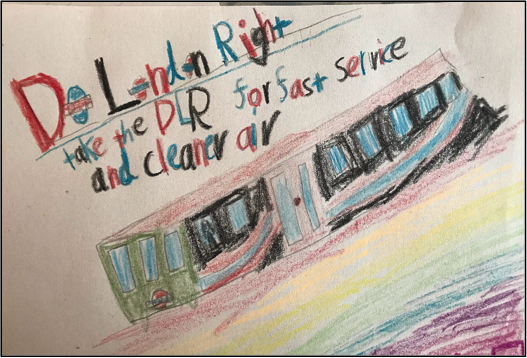 Do London Right
take the DLR for fast service
and cleaner air